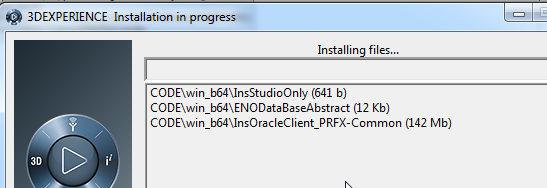 3DEXPERIENCE Installation in progress
Installing files...
CODE\win_b64\InsStudioOnly (641 b)
CODE\win_b64\ENODataBaseAbstract (12 Kb)
CODE\win_b64\InsOracleClient_PRFX-Common (142 Mb)
3D
i²